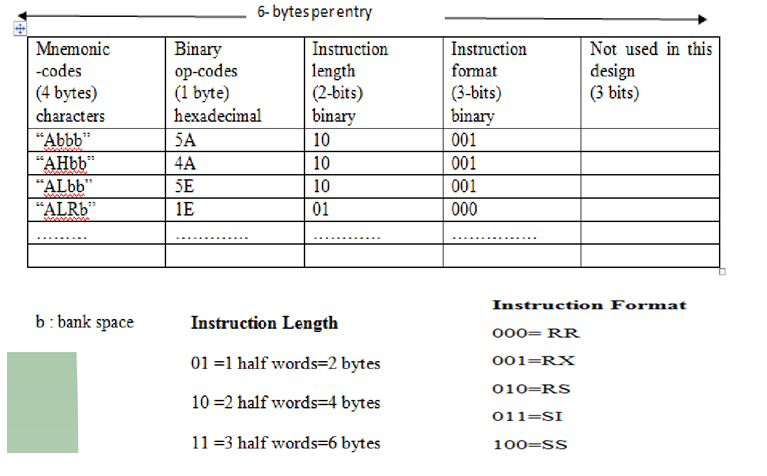 6- bytes per entry
Mnemonic
-codes
(4 bytes)
characters
Binary
op-codes
(1 byte)
hexadecimal
Instruction
length
(2-bits)
binary
Instruction
format
(3-bits)
binary
Not used in this
design
(3 bits)
“Abbb” 5A 10 001
“AHbb” 4A 10 001
“ALbb” 5E 10 001
“ALRb” 1E 01 000
......... ............. ............ ...............
b : bank space
Instruction Length
01 =1 half words=2 bytes
10 =2 half words=4 bytes
11 =3 half words=6 bytes
Instruction Format
000= RR
001=RX
010=RS
011=SI
100=SS